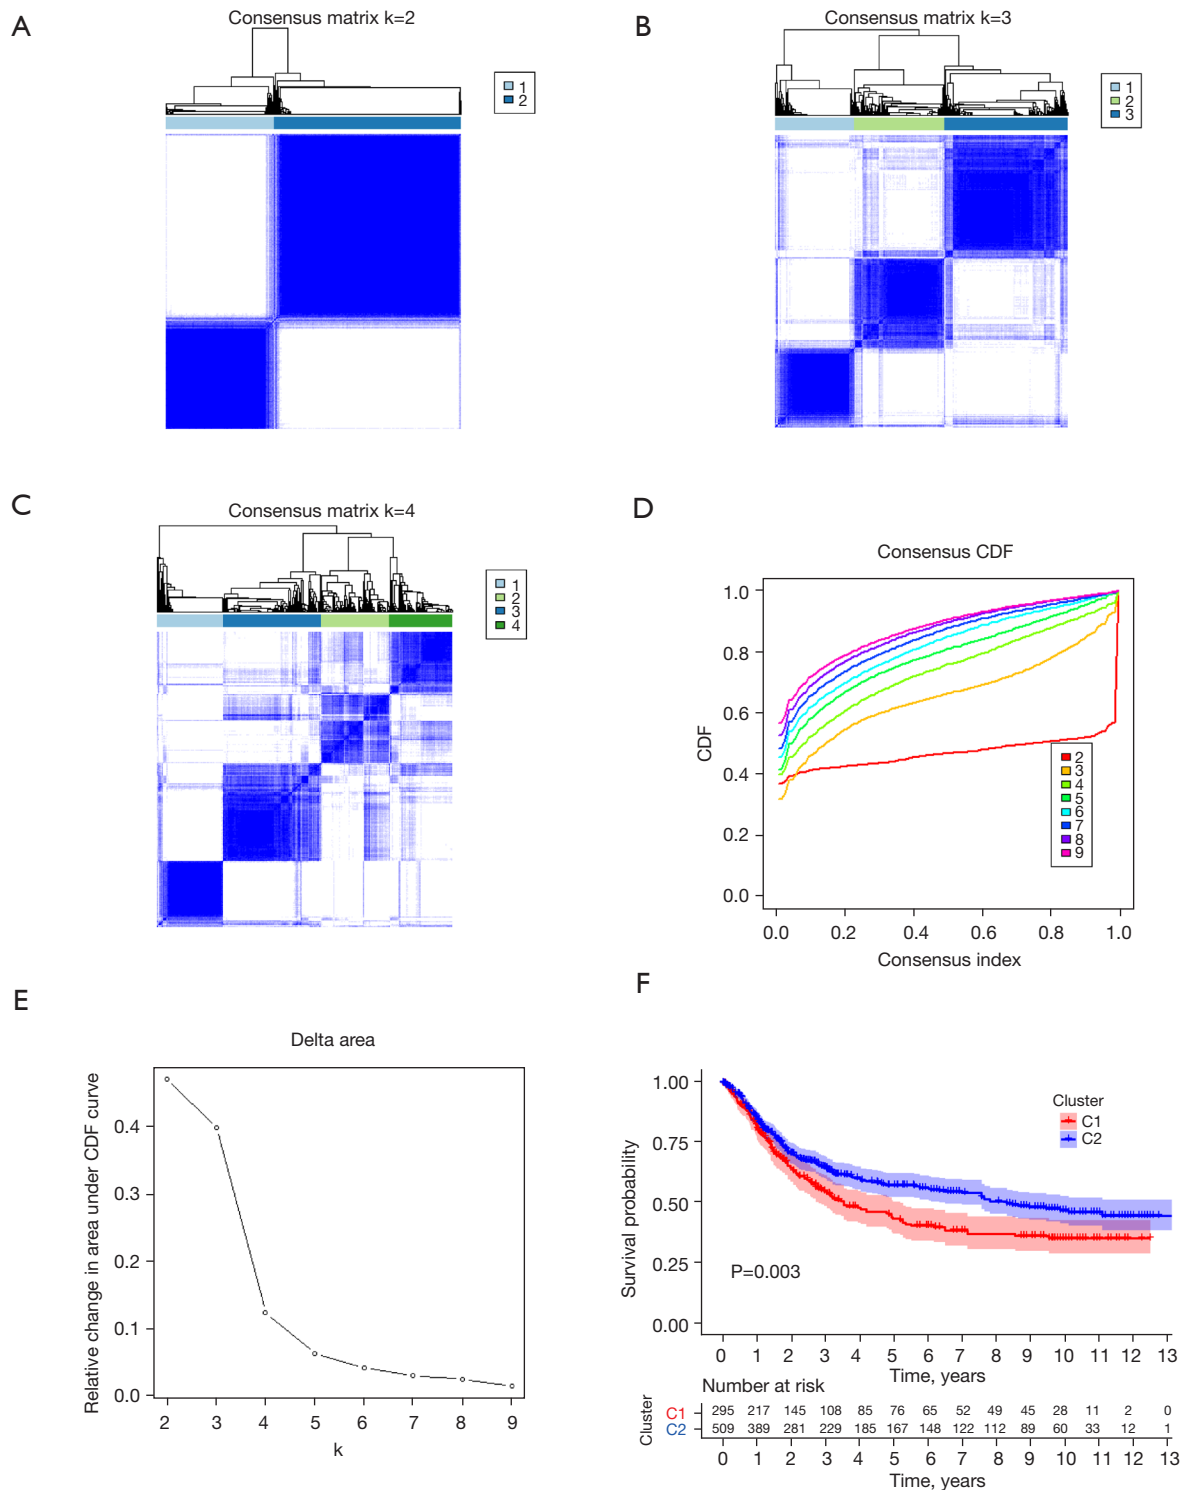 A
Consensus matrix k=2
1
2
B
Consensus matrix k=3
1
2
3
C
Consensus matrix k=4
1
2
3
4
D
Consensus CDF
1.0
0.8
0.6
0.4
0.2
0.0
CDF
2
3
4
5
6
7
8
9
0.0 0.2 0.4 0.6 0.8 1.0
Consensus index
E
Delta area
Relative change in area under CDF curve
0.4
0.3
0.2
0.1
0.0
2 3 4 5 6 7 8 9
k
F
Survival probability
1.00
0.75
0.50
0.25
0.00
Cluster
C1
C2
P=0.003
0 1 2 3 4 5 6 7 8 9 10 11 12 13
Time, years
Number at risk
Cluster
C1 295 217 145 108 85 76 65 52 49 45 28 11 2 0
C2 509 389 281 229 185 167 148 122 112 89 60 33 12 1
0 1 2 3 4 5 6 7 8 9 10 11 12 13
Time, years